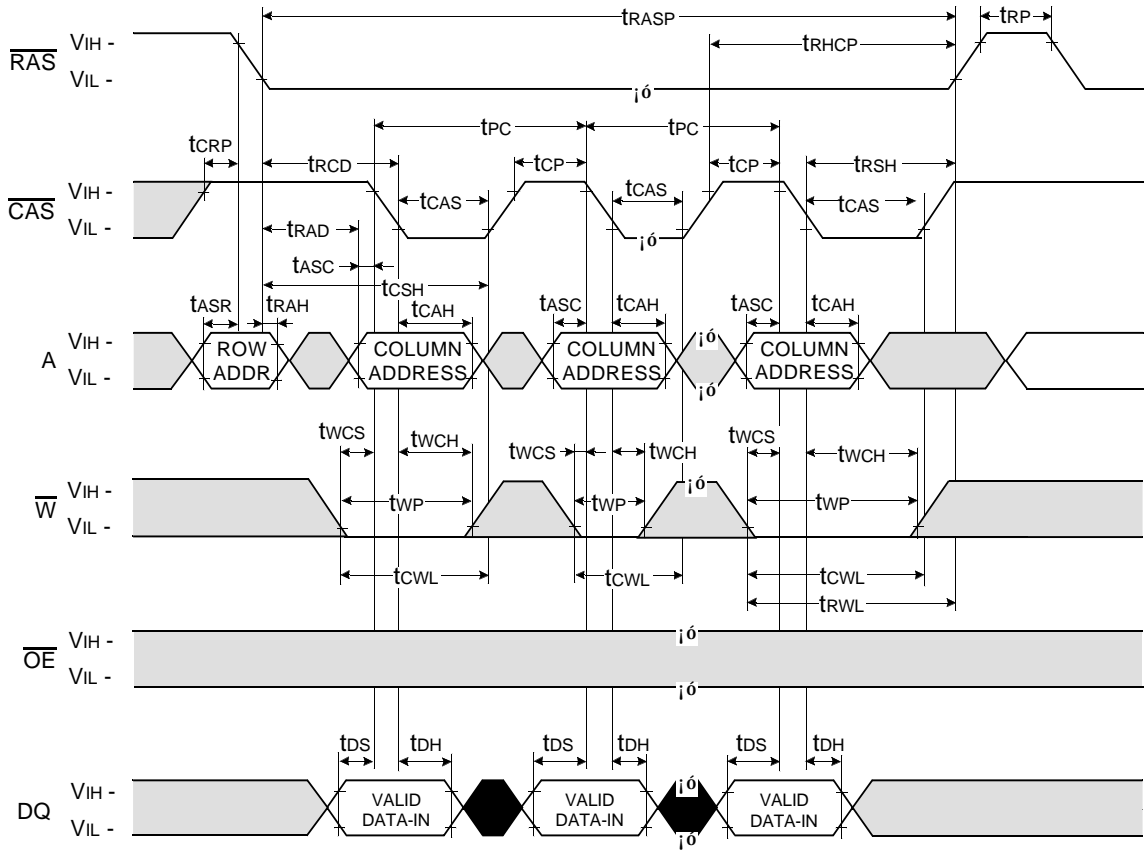 tRASP
tRP
tRHCP
RAS
VIH -
VIL -
¡ó
tPC
tPC
tCRP
tRCD
tCP
tCP
tRSH
CAS
VIH -
VIL -
tCAS
tCAS
tCAS
¡ó
tRAD
tASC
tCSH
tASR
tRAH
tCAH
tASC
tCAH
tASC
tCAH
A
VIH -
VIL -
ROW
ADDR
COLUMN
ADDRESS
COLUMN
ADDRESS
¡ó
¡ó
COLUMN
ADDRESS
tWCS
tWCH
tWCS
tWCH
tWCS
tWCH
W
VIH -
VIL -
tWP
tWP
¡ó
tWP
tCWL
tCWL
tCWL
tRWL
OE
VIH -
VIL -
¡ó
¡ó
tDS
tDH
tDS
tDH
tDS
tDH
DQ
VIH -
VIL -
VALID
DATA-IN
VALID
DATA-IN
¡ó
¡ó
VALID
DATA-IN